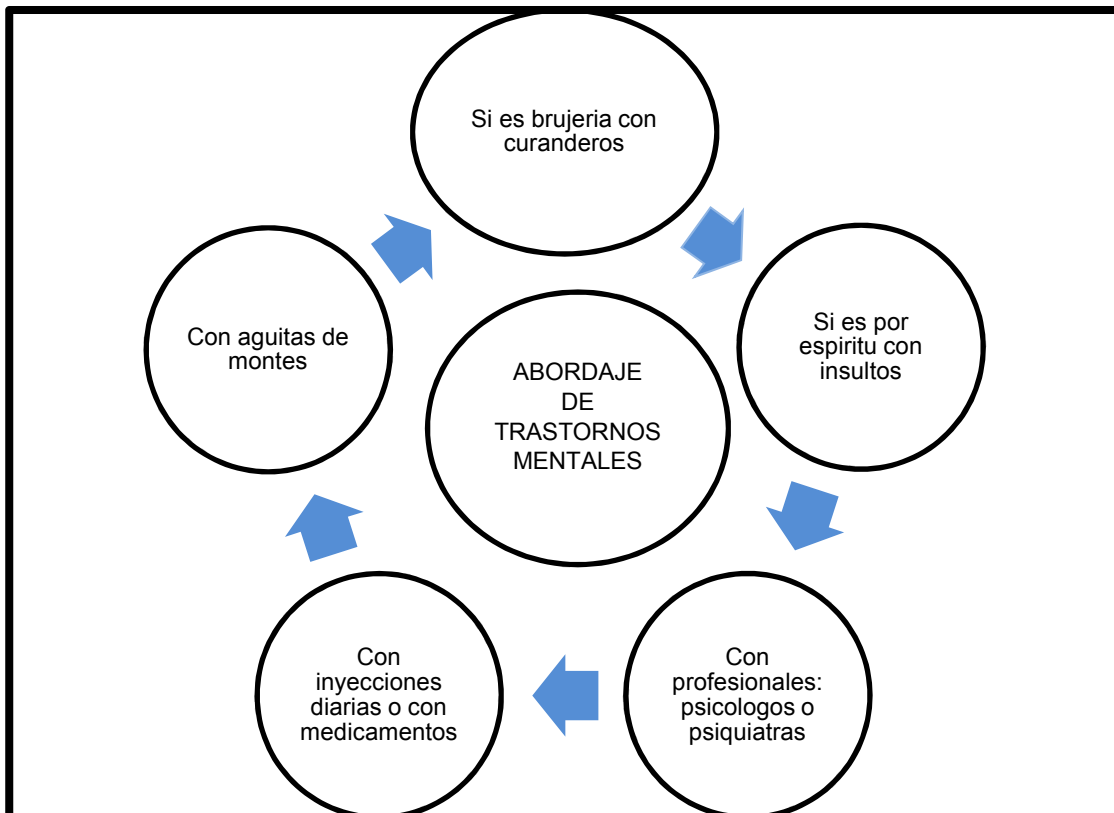 Si es brujeria con
curanderos
Si es por
espiritu con
insultos
Con
profesionales:
psicologos o
psiquiatras
Con
inyecciones
diarias o con
medicamentos
Con aguitas de
montes
ABORDAJE
DE
TRASTORNOS
MENTALES